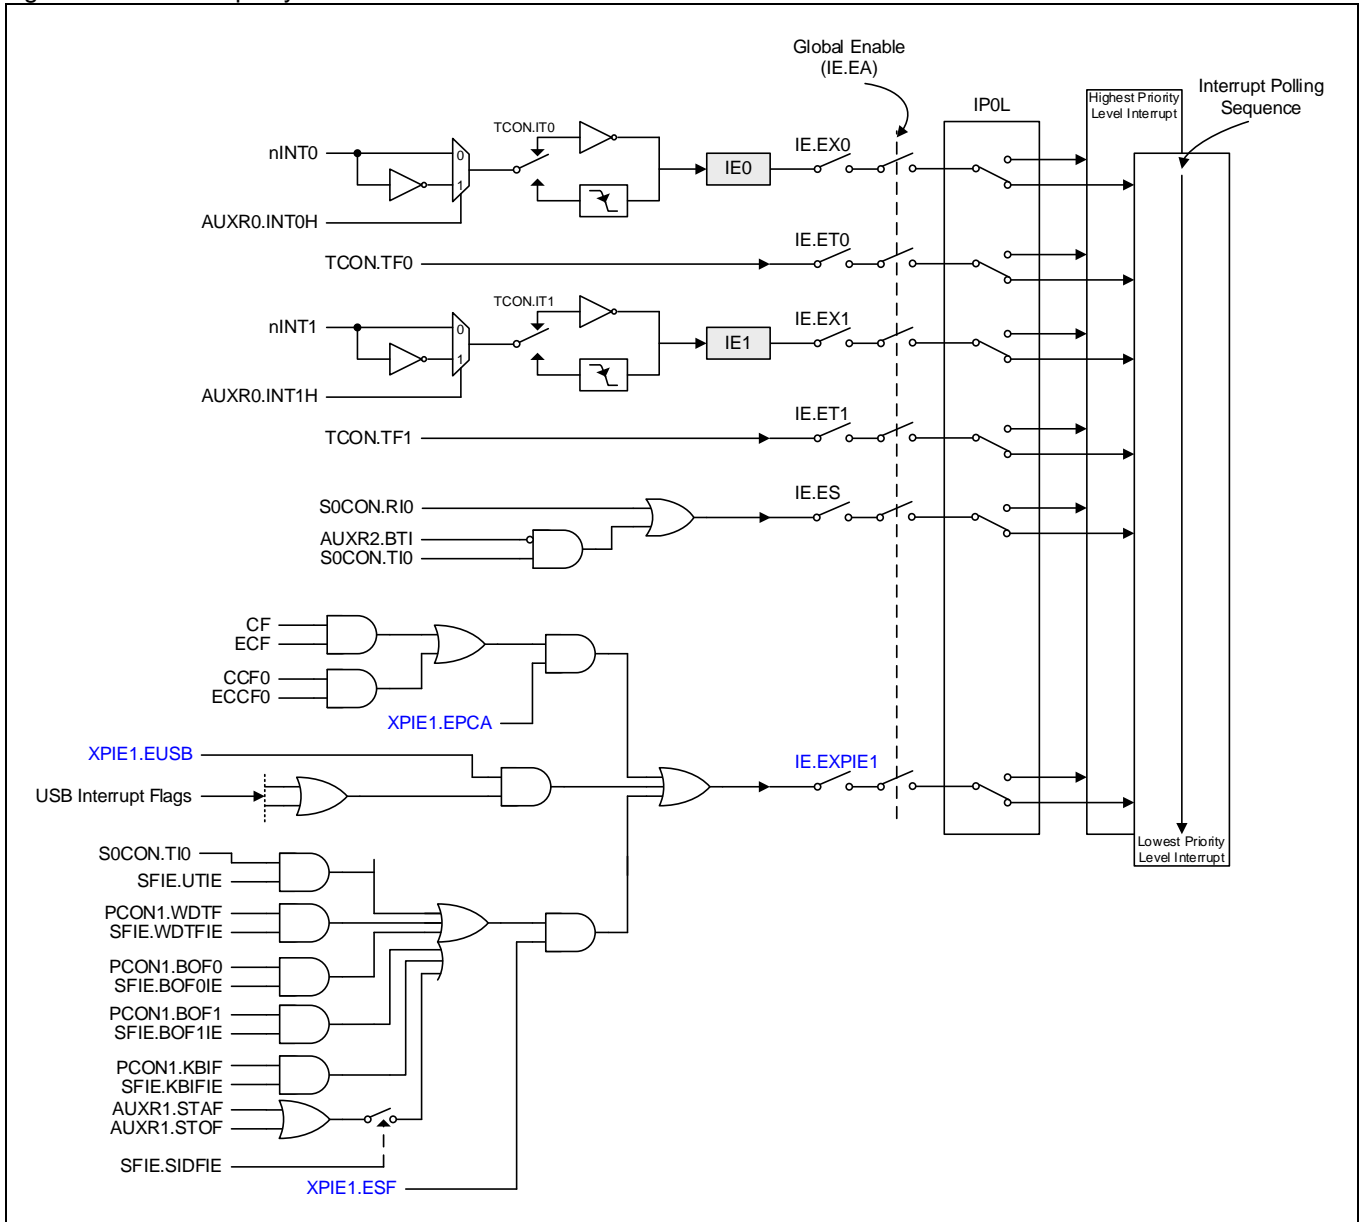 Global Enable
(IE.EA)
Interrupt Polling
Sequence
IP0L
Highest Priority
Level Interrupt
nINT0
0
1
TCON.IT0
IE0
IE.EX0
AUXR0.INT0H
TCON.TF0
IE.ET0
nINT1
0
1
TCON.IT1
IE1
IE.EX1
AUXR0.INT1H
TCON.TF1
IE.ET1
S0CON.RI0
AUXR2.BTI
S0CON.TI0
IE.ES
CF
ECF
CCF0
ECCF0
XPIE1.EPCA
XPIE1.EUSB
USB Interrupt Flags
IE.EXPIE1
Lowest Priority
Level Interrupt
S0CON.TI0
SFIE.UTIE
PCON1.WDTF
SFIE.WDTFIE
PCON1.BOF0
SFIE.BOF0IE
PCON1.BOF1
SFIE.BOF1IE
PCON1.KBIF
SFIE.KBIFIE
AUXR1.STAF
AUXR1.STOF
SFIE.SIDFIE
XPIE1.ESF